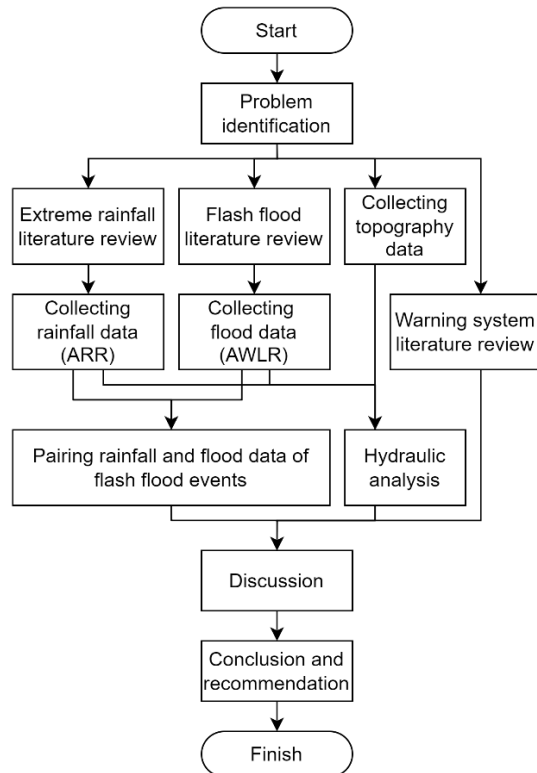 Start
Problem
identification
Extreme rainfall
literature review
Flash flood
literature review
Collecting
topography
data
Collecting
rainfall data
(ARR)
Collecting
flood data
(AWLR)
Warning system
literature review
Pairing rainfall and flood data of
flash flood events
Hydraulic
analysis
Discussion
Conclusion and
recommendation
Finish